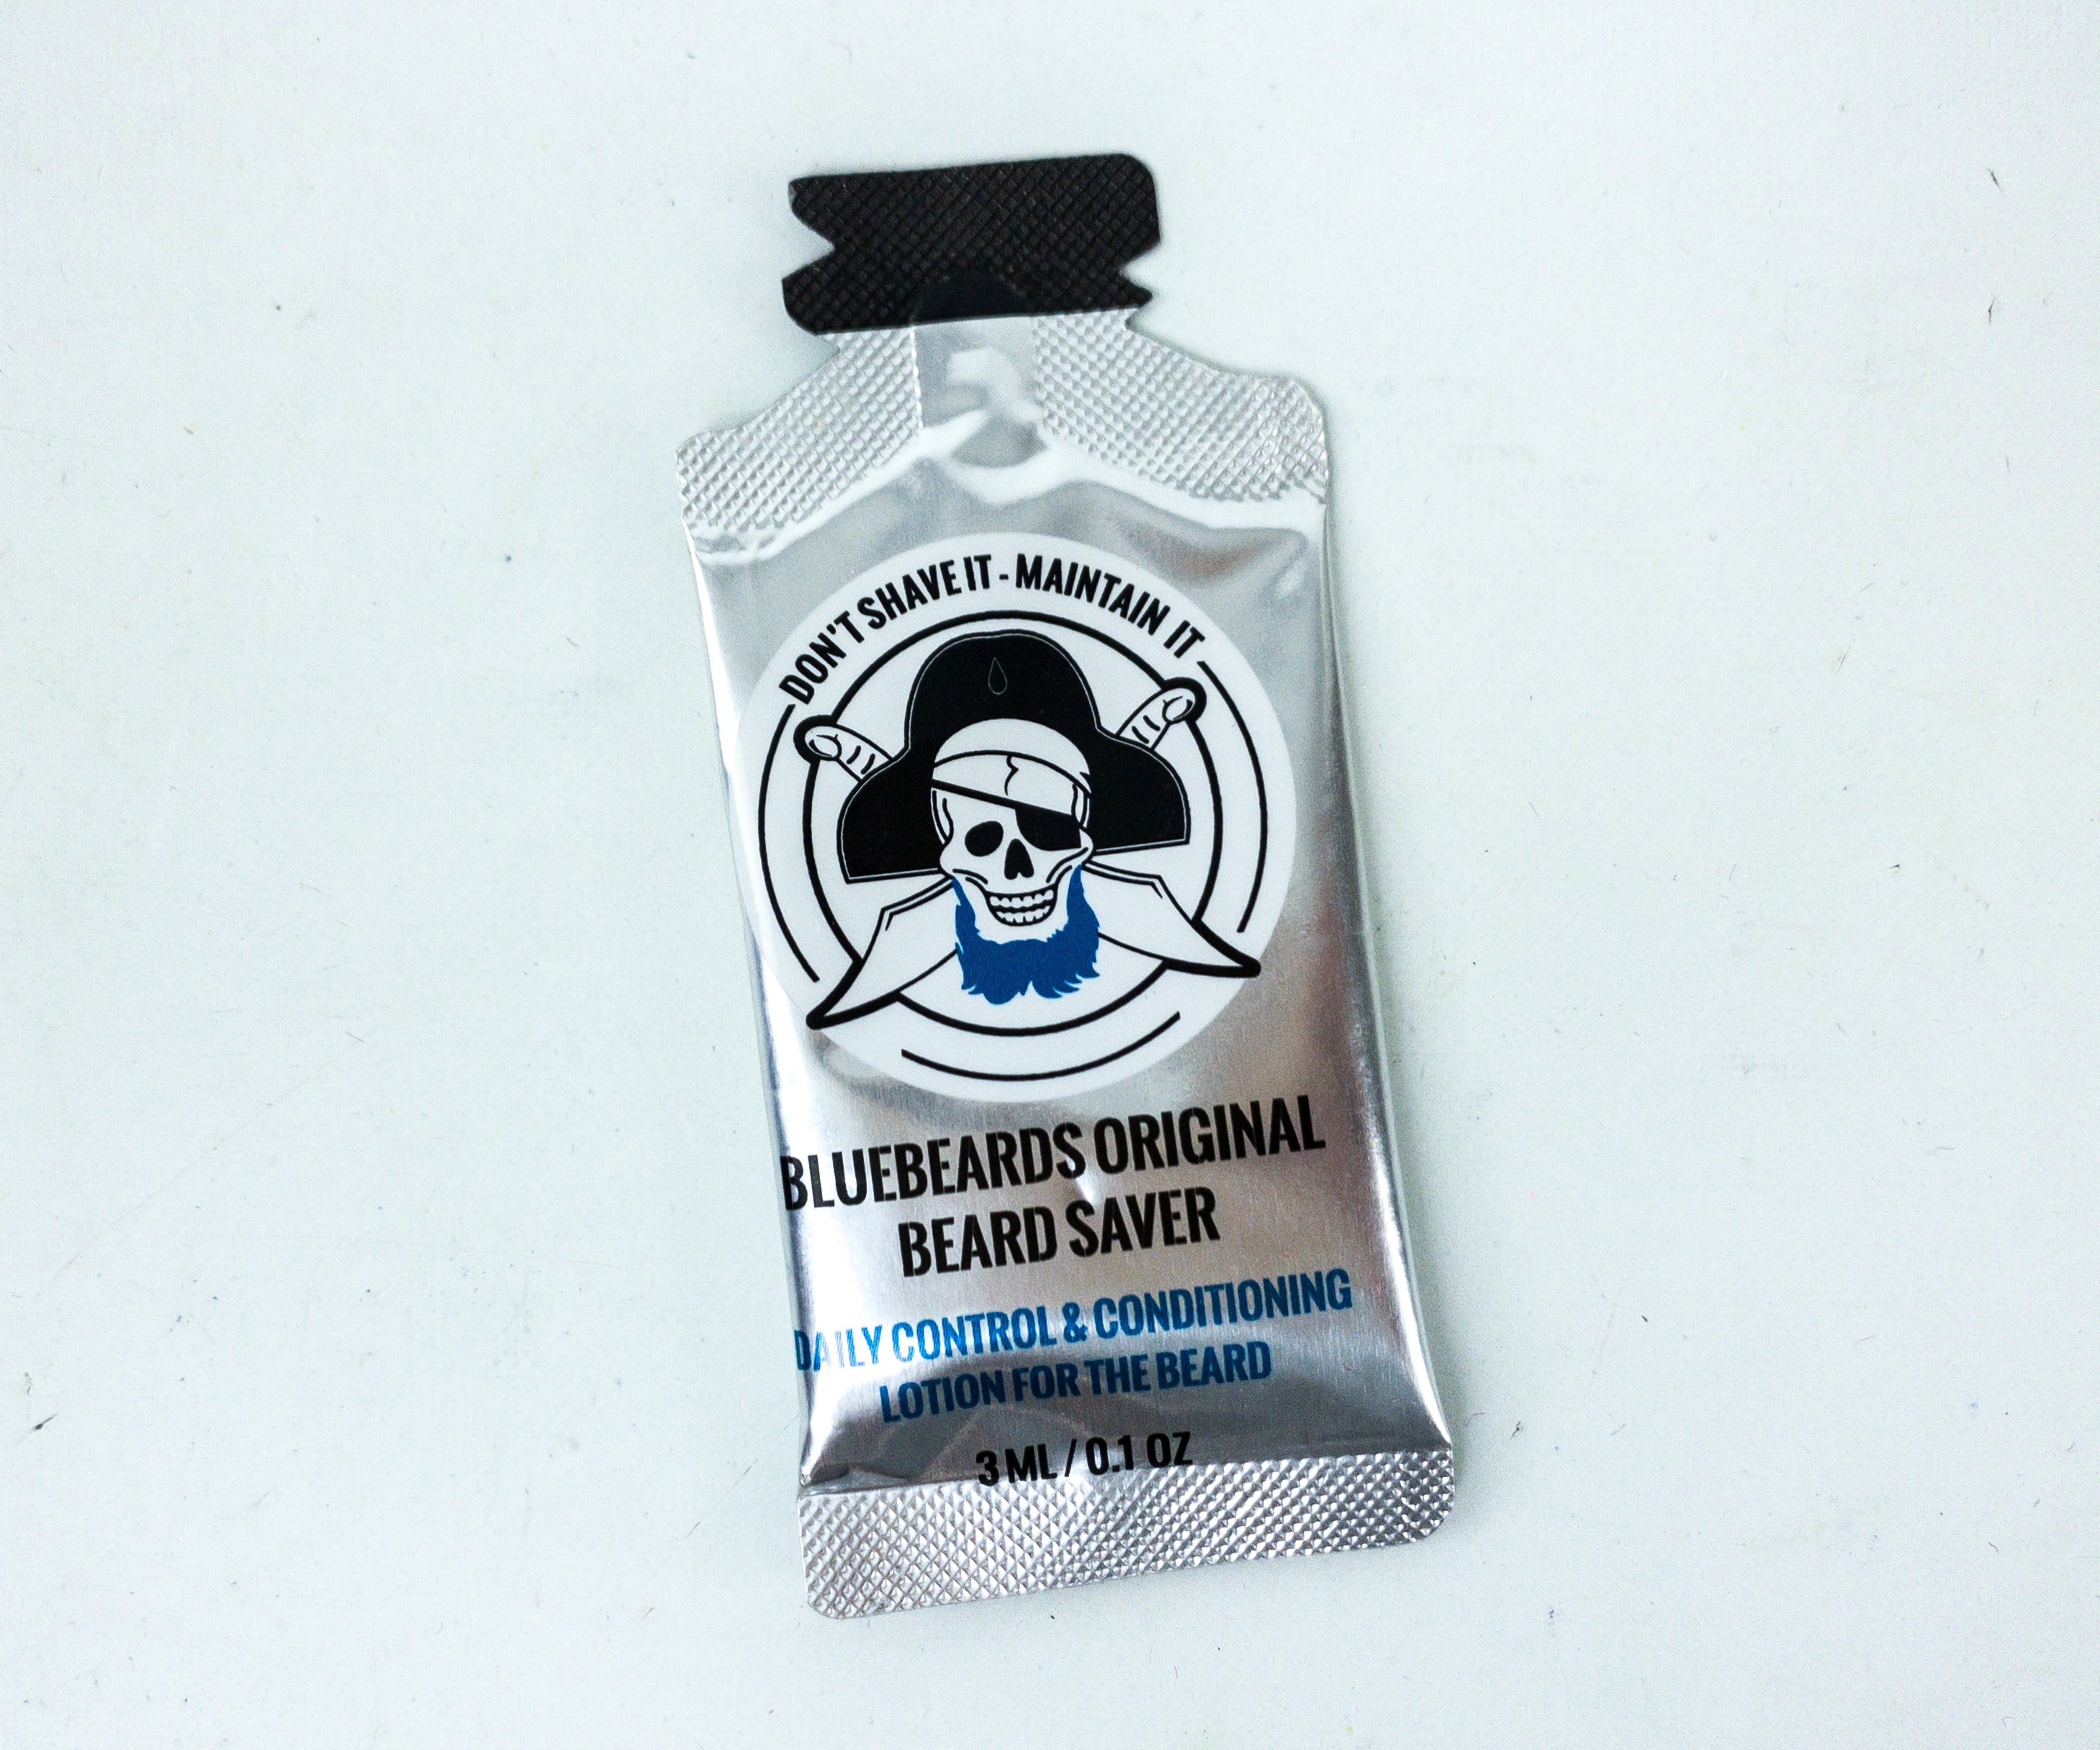 DON'T SHAVE IT - MAINTAIN IT
BLUEBEARDS ORIGINAL
BEARD SAVER
DAILY CONTROL & CONDITIONING
LOTION FOR THE BEARD
3 ML / 0.1 OZ